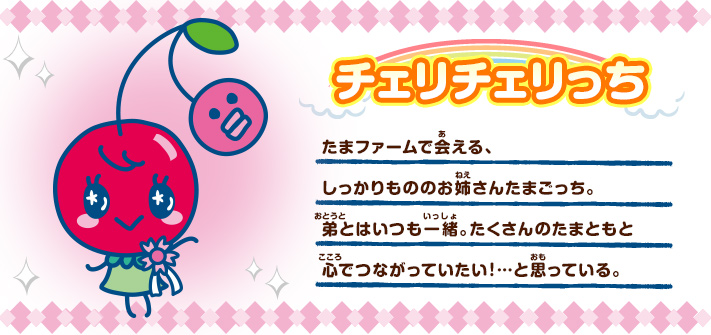 チェリチェリっち
たまファームで会える、
しっかりもののお姉さんたまごっち。
弟とはいつも一緒。たくさんのたまともと
心でつながっていたい!…と思っている。